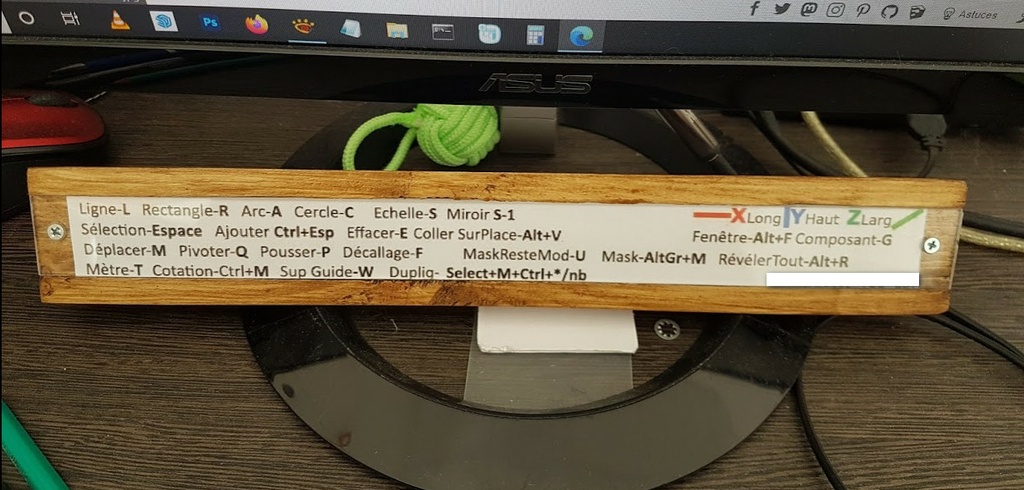 Ps
Astuces
ASUS
Ligne-L Rectangle-R Arc-A Cercle-C Echelle-S Miroir S-1 XLong YHaut ZLarg
Sélection-Espace Ajouter Ctrl+Esp Effacer-E Coller SurPlace-Alt+V Fenêtre-Alt+F Composant-G
Déplacer-M Pivoter-Q Pousser-P Décallage-F MaskResteMod-U Mask-AltGr+M RévélerTout-Alt+R
Mètre-T Cotation-Ctrl+M Sup Guide-W Dupliq- Select+M+Ctrl+*/nb